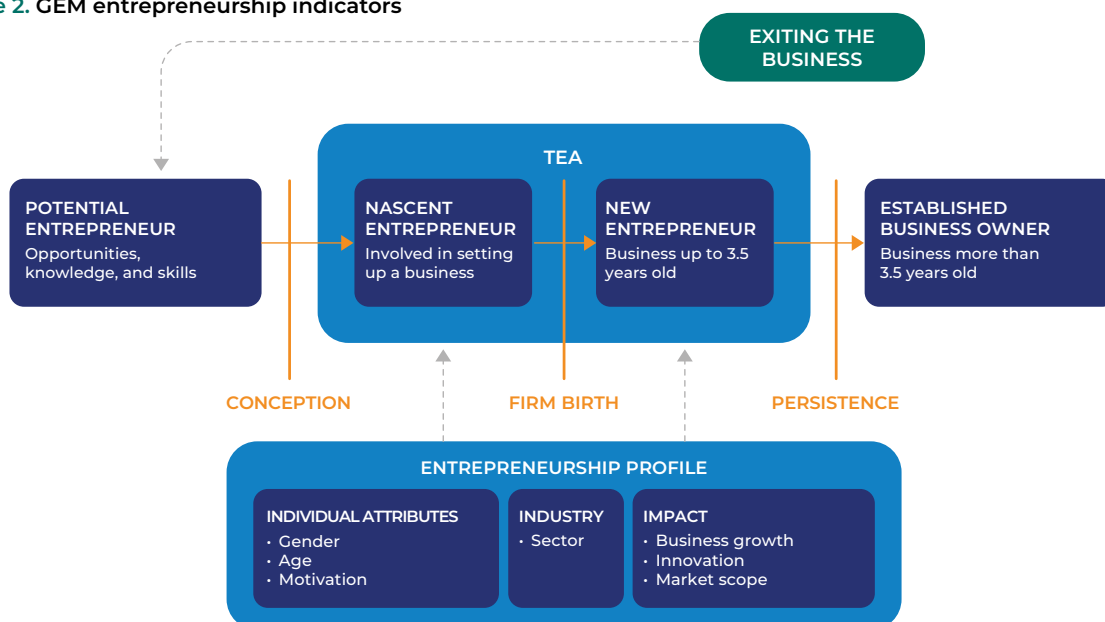 e 2. GEM entrepreneurship indicators
EXITING THE
BUSINESS
TEA
POTENTIAL
ENTREPRENEUR
Opportunities,
knowledge, and skills
NASCENT
ENTREPRENEUR
Involved in setting
up a business
NEW
ENTREPRENEUR
Business up to 3.5
years old
ESTABLISHED
BUSINESS OWNER
Business more than
3.5 years old
CONCEPTION
FIRM BIRTH
PERSISTENCE
ENTREPRENEURSHIP PROFILE
INDIVIDUAL ATTRIBUTES
• Gender
• Age
• Motivation
INDUSTRY
• Sector
IMPACT
• Business growth
• Innovation
• Market scope